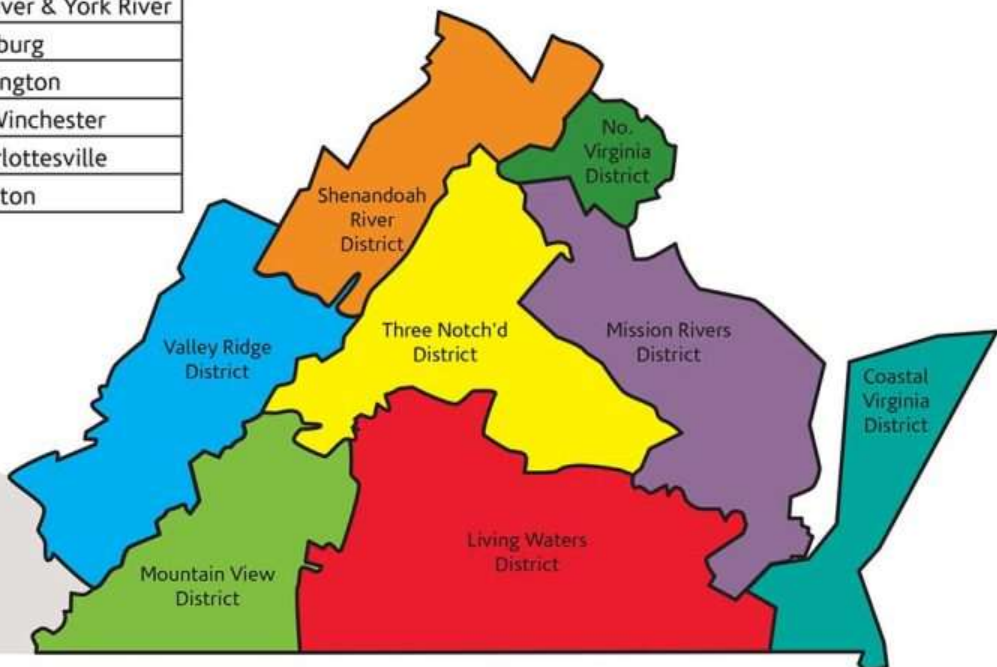 ver & York River
burg
ngton
Winchester
rlottesville
ton
No.
Virginia
District
Shenandoah
River
District
Three Notch'd
District
Mission Rivers
District
Valley Ridge
District
Coastal
Virginia
District
Living Waters
District
Mountain View
District